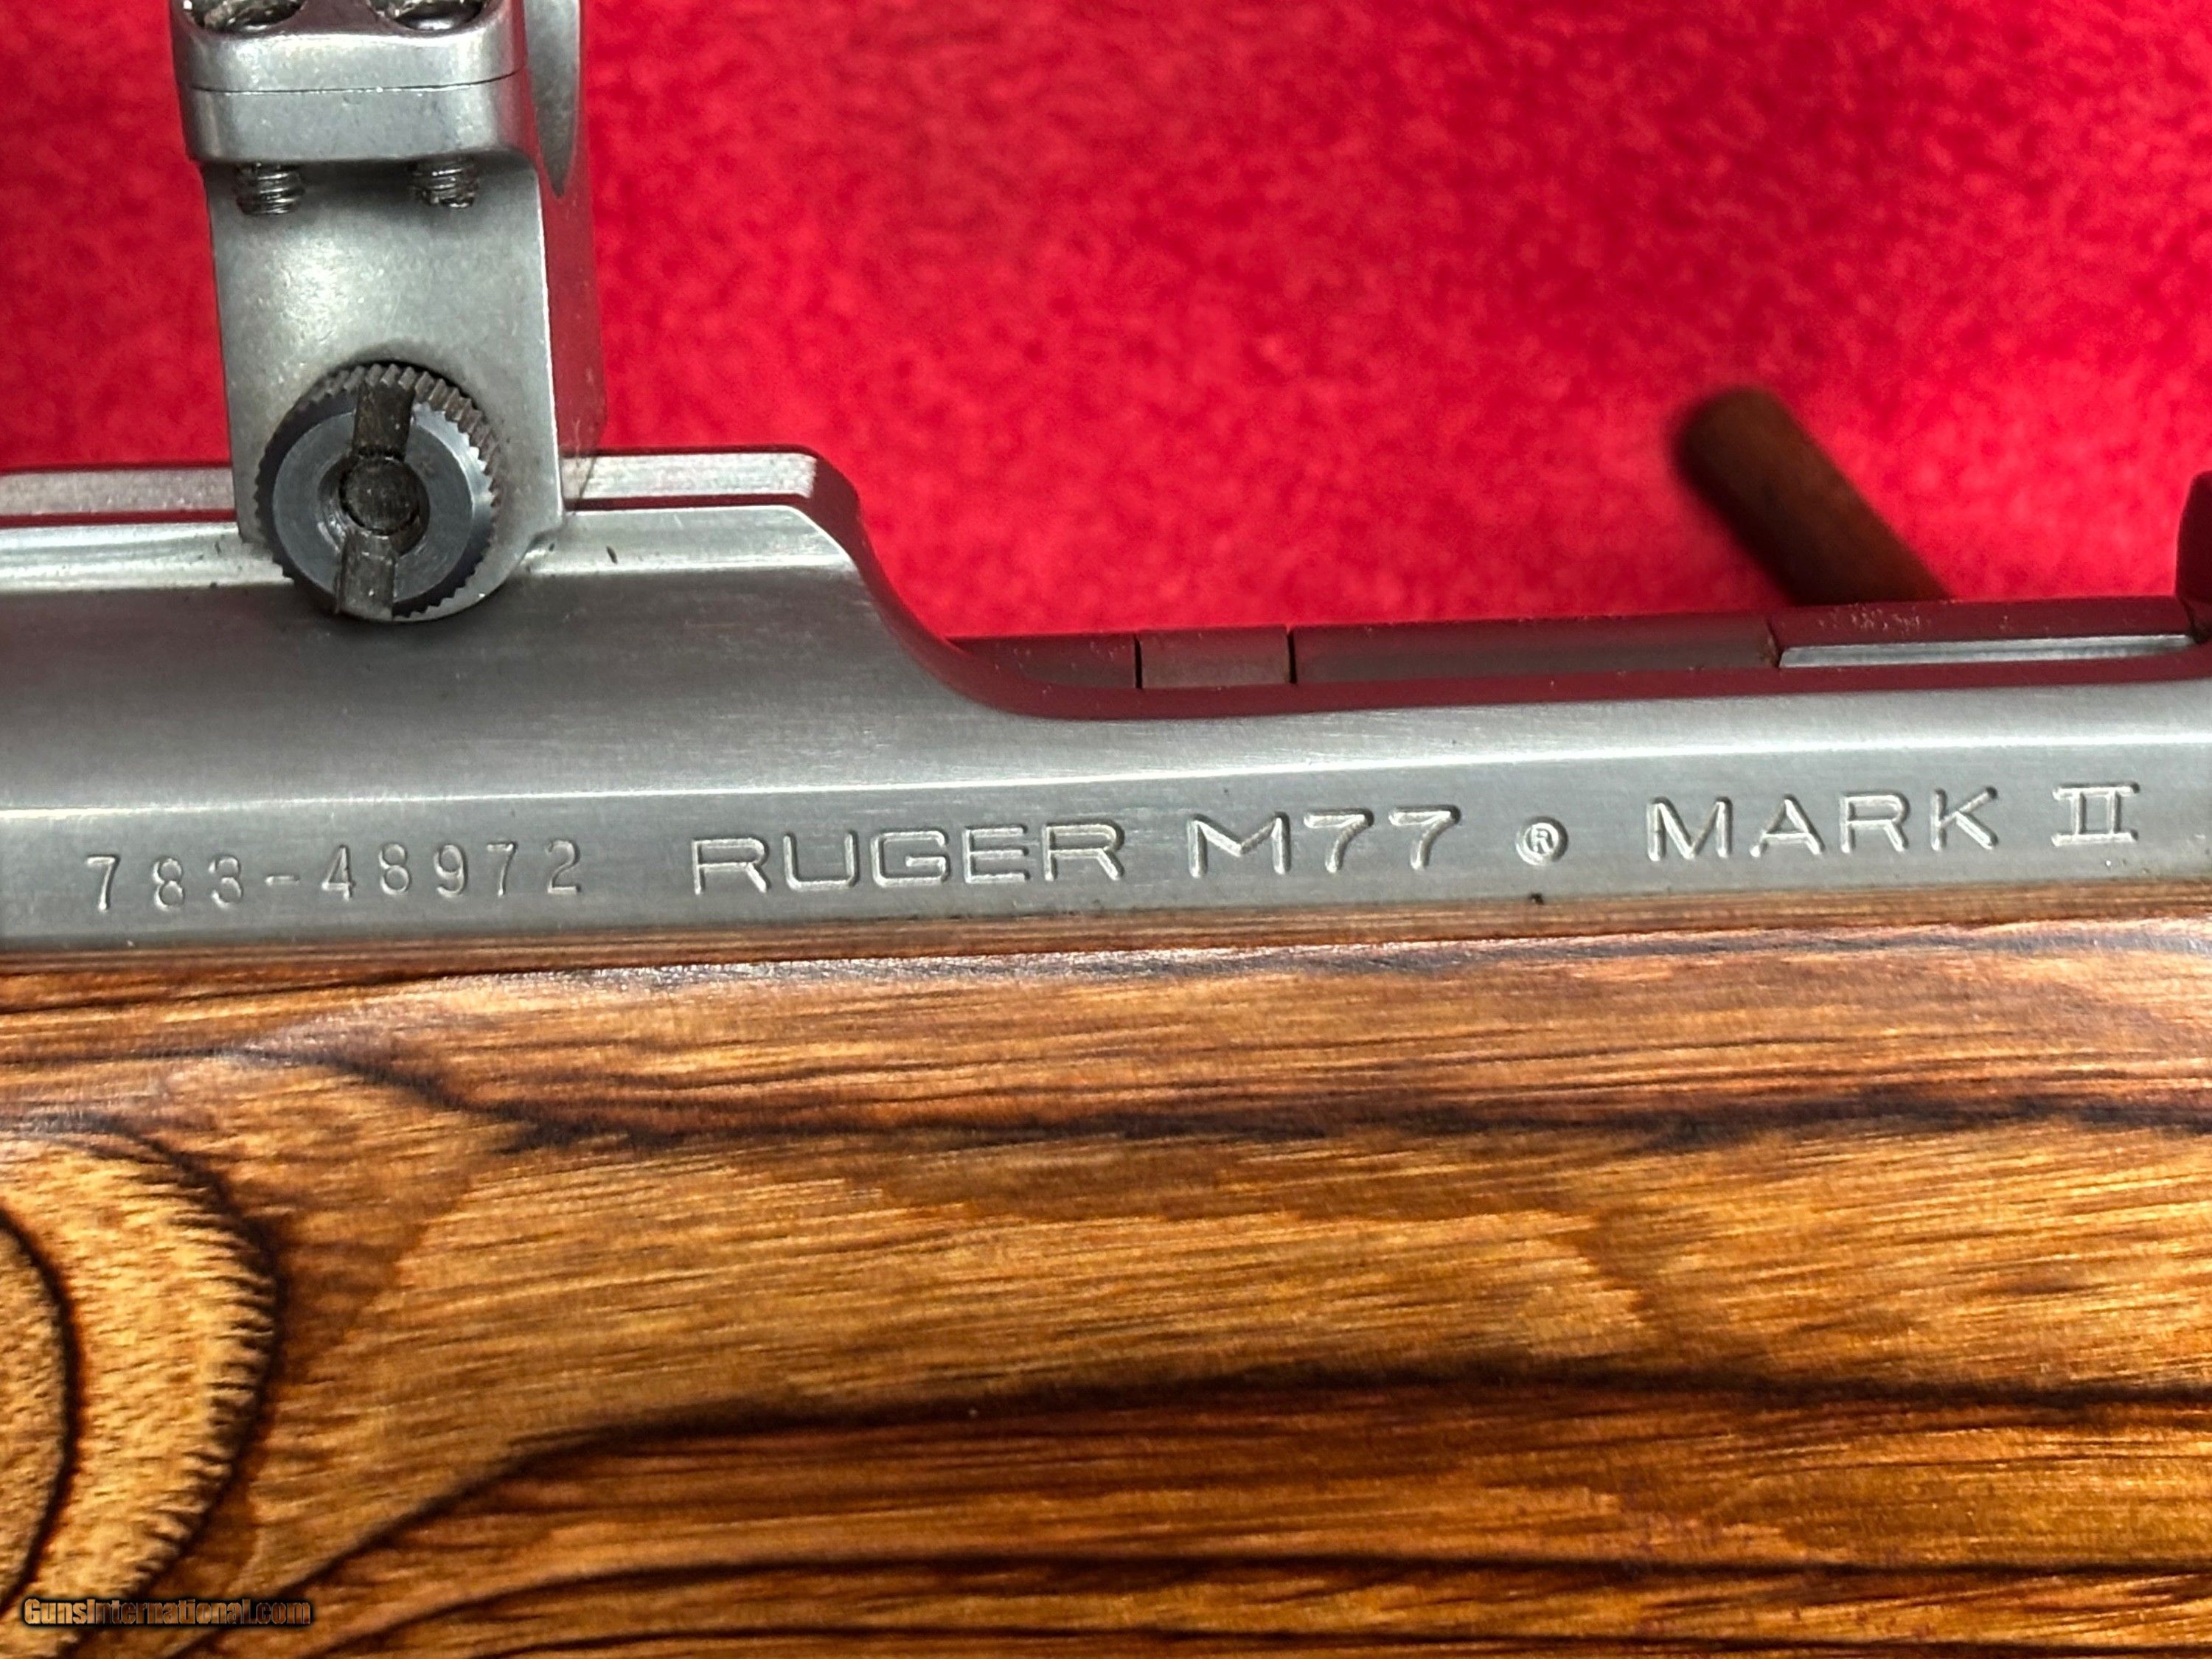 783-48972 RUGER M77 ® MARK II
GunsInternational.com